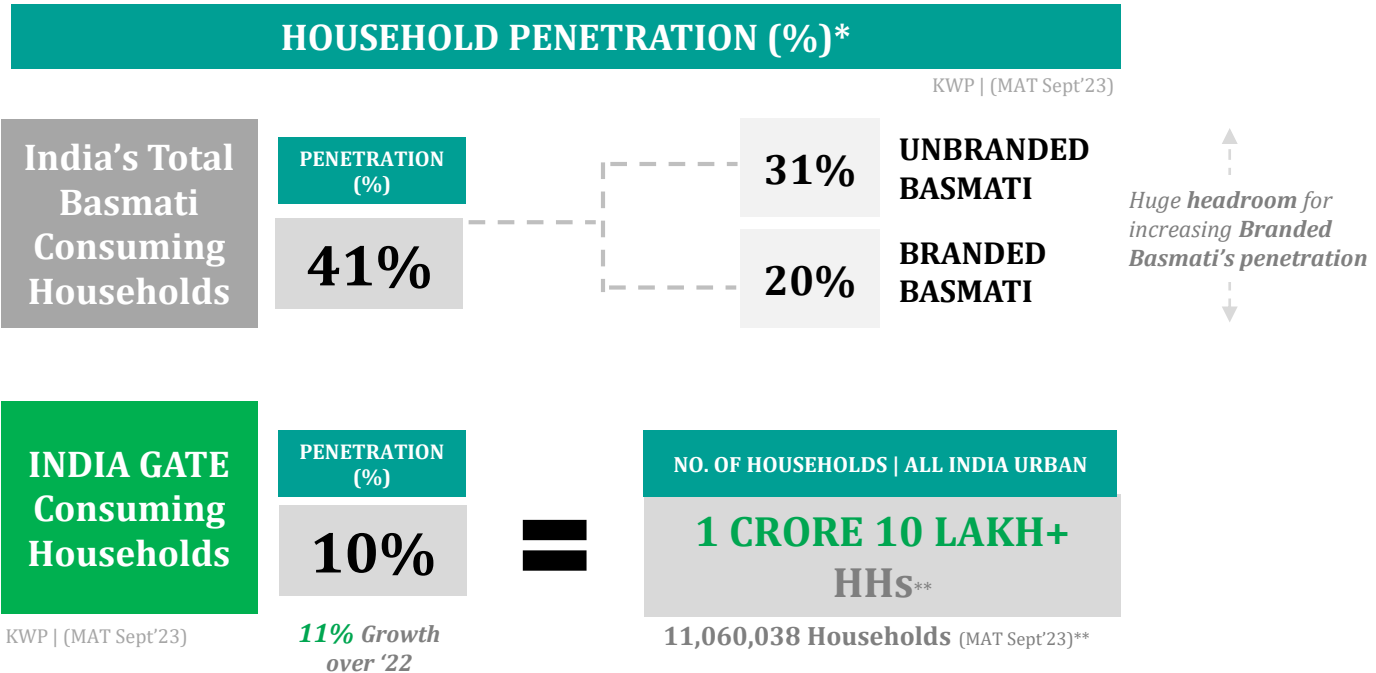 HOUSEHOLD PENETRATION (%)*
KWP | (MAT Sept’23)
India’s Total
Basmati
Consuming
Households
PENETRATION
(%)
41%
31%
UNBRANDED
BASMATI
20%
BRANDED
BASMATI
Huge headroom for
increasing Branded
Basmati’s penetration
INDIA GATE
Consuming
Households
KWP | (MAT Sept’23)
PENETRATION
(%)
10%
11% Growth
over ‘22
=
NO. OF HOUSEHOLDS | ALL INDIA URBAN
1 CRORE 10 LAKH+
HHs**
11,060,038 Households (MAT Sept’23)**